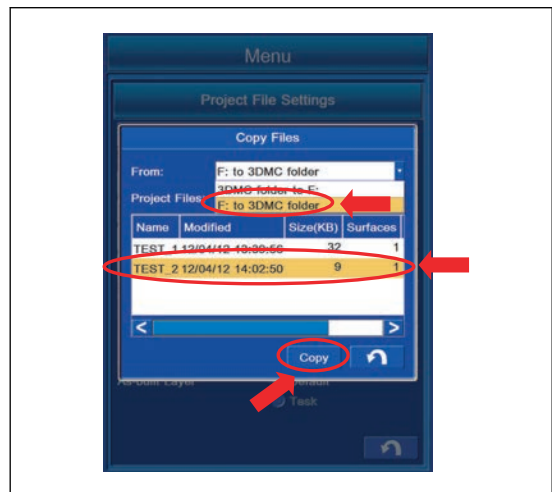 Menu
Project File Settings
Copy Files
From: F: to 3DMC folder
3DMC folder to F:
Project Files: F: to 3DMC folder
Name Modified Size(KB) Surfaces
TEST_1 12/04/12 13:39:56 32 1
TEST_2 12/04/12 14:02:50 9 1
< >
Copy
As-built Layer Default
Task